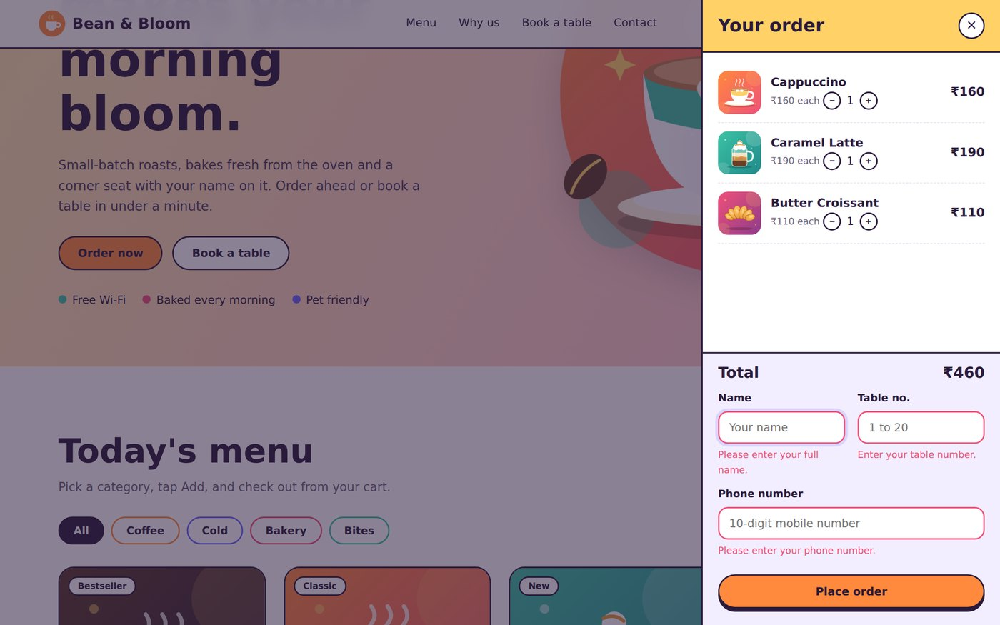 Bean & Bloom
Menu
Why us
Book a table
Contact
morning
bloom.
Small-batch roasts, bakes fresh from the oven and a
corner seat with your name on it. Order ahead or book a
table in under a minute.
Order now
Book a table
Free Wi-Fi
Baked every morning
Pet friendly
Today's menu
Pick a category, tap Add, and check out from your cart.
All
Coffee
Cold
Bakery
Bites
Bestseller
Classic
New
Your order
✕
Cappuccino
₹160 each − 1 +
₹160
Caramel Latte
₹190 each − 1 +
₹190
Butter Croissant
₹110 each − 1 +
₹110
Total
₹460
Name
Table no.
Your name
1 to 20
Please enter your full
name.
Enter your table number.
Phone number
10-digit mobile number
Please enter your phone number.
Place order